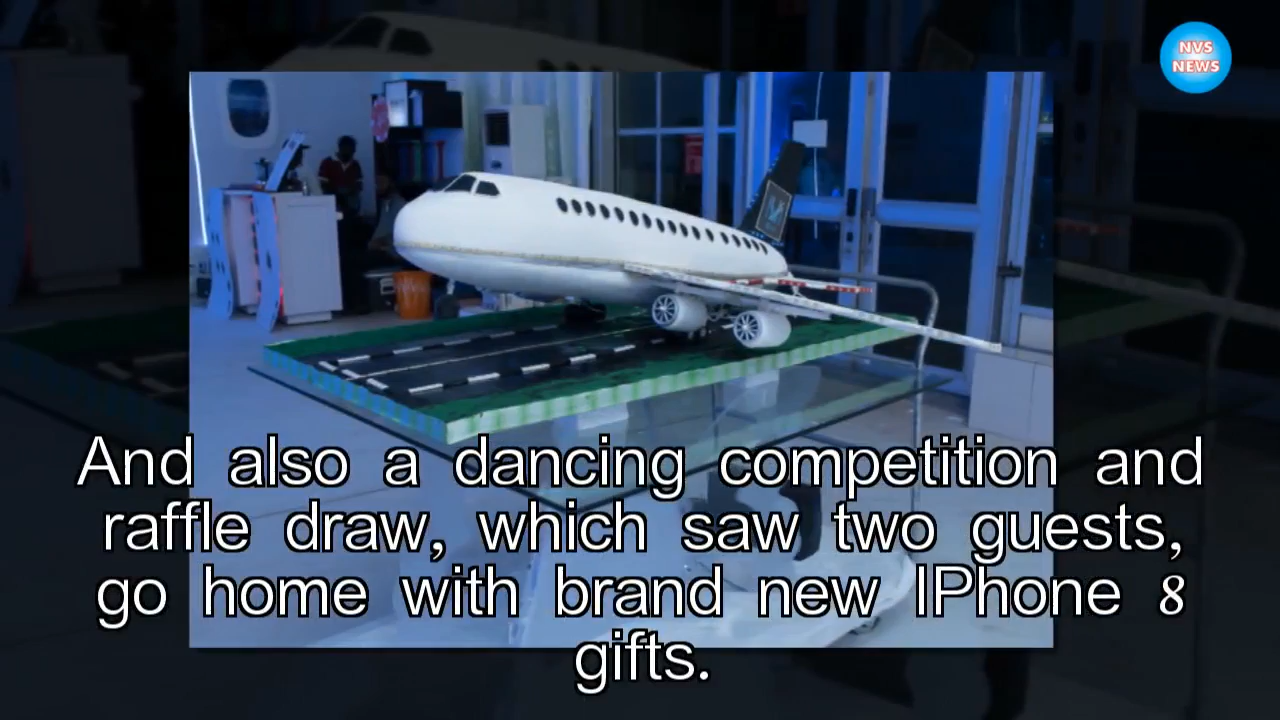 NVS
NEWS
And also a dancing competition and
raffle draw, which saw two guests,
go home with brand new IPhone 8
gifts.